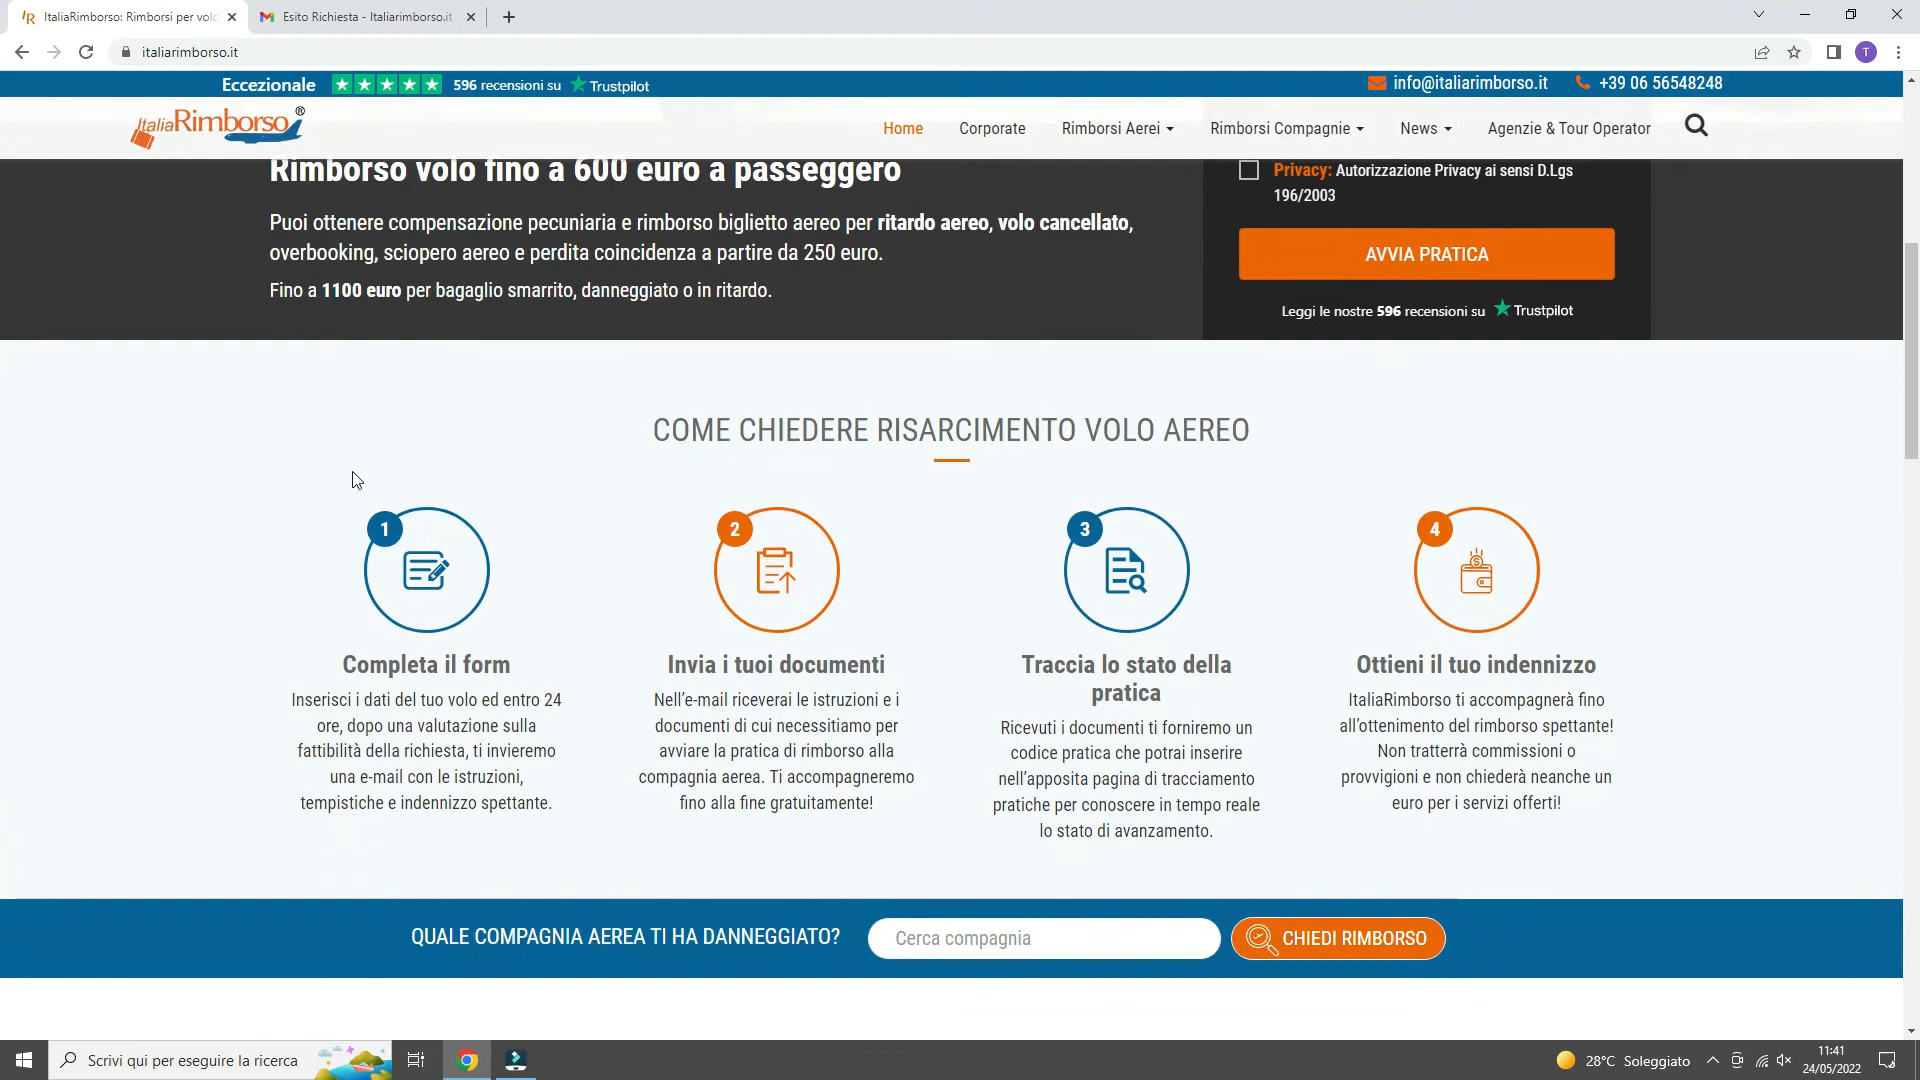 ItaliaRimborso: Rimborsi per volo
Esito Richiesta - Italiarimborso.it
italiarimborso.it
T
Eccezionale 596 recensioni su Trustpilot
info@italiarimborso.it +39 06 56548248
ItaliaRimborso ®
Home Corporate Rimborsi Aerei Rimborsi Compagnie News Agenzie & Tour Operator
Rimborso volo fino a 600 euro a passeggero
Puoi ottenere compensazione pecuniaria e rimborso biglietto aereo per ritardo aereo, volo cancellato,
overbooking, sciopero aereo e perdita coincidenza a partire da 250 euro.
Fino a 1100 euro per bagaglio smarrito, danneggiato o in ritardo.
Privacy: Autorizzazione Privacy ai sensi D.Lgs
196/2003
AVVIA PRATICA
Leggi le nostre 596 recensioni su Trustpilot
COME CHIEDERE RISARCIMENTO VOLO AEREO
1
Completa il form
Inserisci i dati del tuo volo ed entro 24
ore, dopo una valutazione sulla
fattibilità della richiesta, ti invieremo
una e-mail con le istruzioni,
tempistiche e indennizzo spettante.
2
Invia i tuoi documenti
Nell'e-mail riceverai le istruzioni e i
documenti di cui necessitiamo per
avviare la pratica di rimborso alla
compagnia aerea. Ti accompagneremo
fino alla fine gratuitamente!
3
Traccia lo stato della
pratica
Ricevuti i documenti ti forniremo un
codice pratica che potrai inserire
nell'apposita pagina di tracciamento
pratiche per conoscere in tempo reale
lo stato di avanzamento.
4
Ottieni il tuo indennizzo
ItaliaRimborso ti accompagnerà fino
all'ottenimento del rimborso spettante!
Non tratterrà commissioni o
provvigioni e non chiederà neanche un
euro per i servizi offerti!
QUALE COMPAGNIA AEREA TI HA DANNEGGIATO?
Cerca compagnia
CHIEDI RIMBORSO
Scrivi qui per eseguire la ricerca
28°C Soleggiato
11:41
24/05/2022